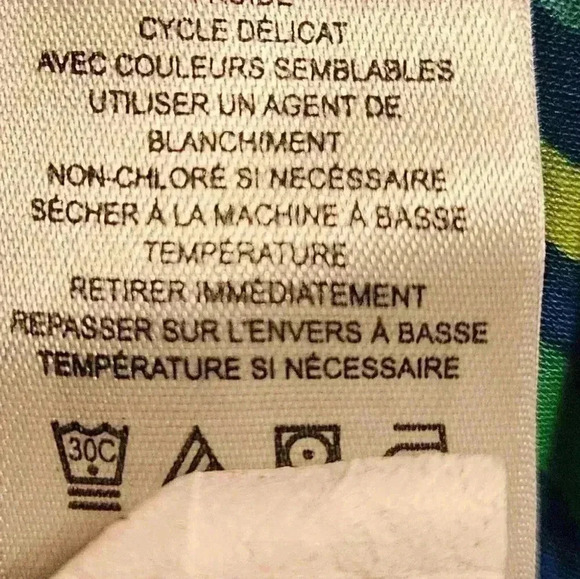 CYCLE DÉLICAT
AVEC COULEURS SEMBLABLES
UTILISER UN AGENT DE
BLANCHIMENT
NON-CHLORÉ SI NECÉSSAIRE
SÉCHER À LA MACHINE À BASSE
TEMPÉRATURE
RETIRER IMMÉDIATEMENT
REPASSER SUR L'ENVERS À BASSE
TEMPÉRATURE SI NÉCESSAIRE
30C